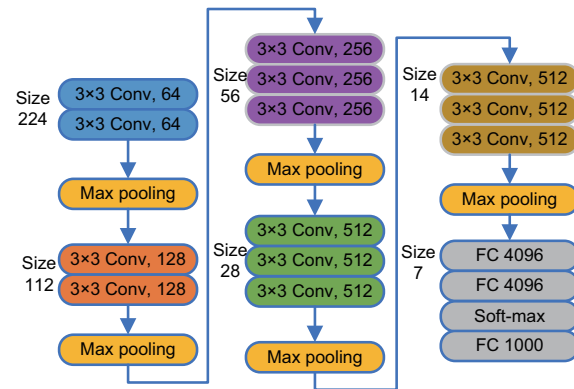 Size
224
3×3 Conv, 64
3×3 Conv, 64
Max pooling
Size
112
3×3 Conv, 128
3×3 Conv, 128
Max pooling
Size
56
3×3 Conv, 256
3×3 Conv, 256
3×3 Conv, 256
Max pooling
Size
28
3×3 Conv, 512
3×3 Conv, 512
3×3 Conv, 512
Max pooling
Size
14
3×3 Conv, 512
3×3 Conv, 512
3×3 Conv, 512
Max pooling
Size
7
FC 4096
FC 4096
Soft-max
FC 1000